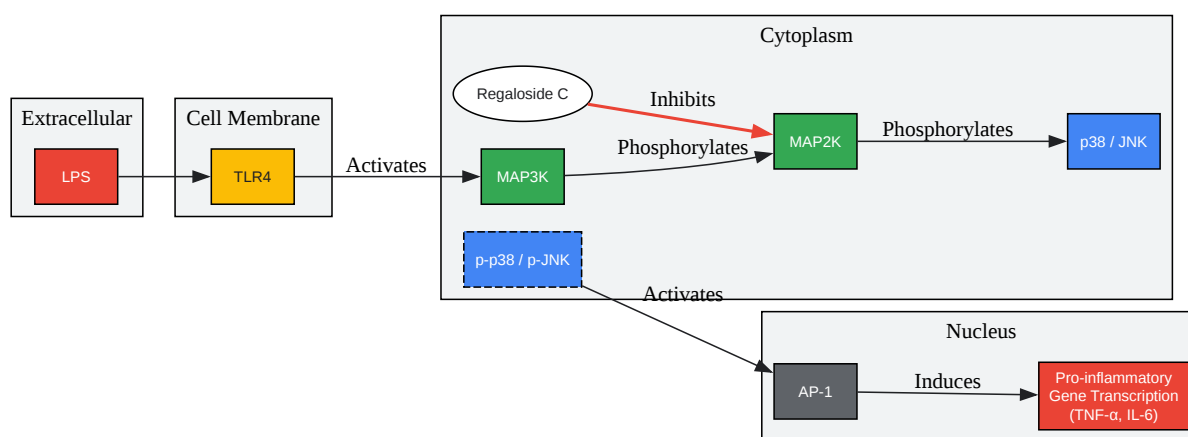 Cytoplasm
Regaloside C
Inhibits
Extracellular
Cell Membrane
Phosphorylates
MAP2K
Phosphorylates
p38 / JNK
LPS
TLR4
Activates
MAP3K
p-p38 / p-JNK
Activates
Nucleus
AP-1
Induces
Pro-inflammatory
Gene Transcription
(TNF-α, IL-6)